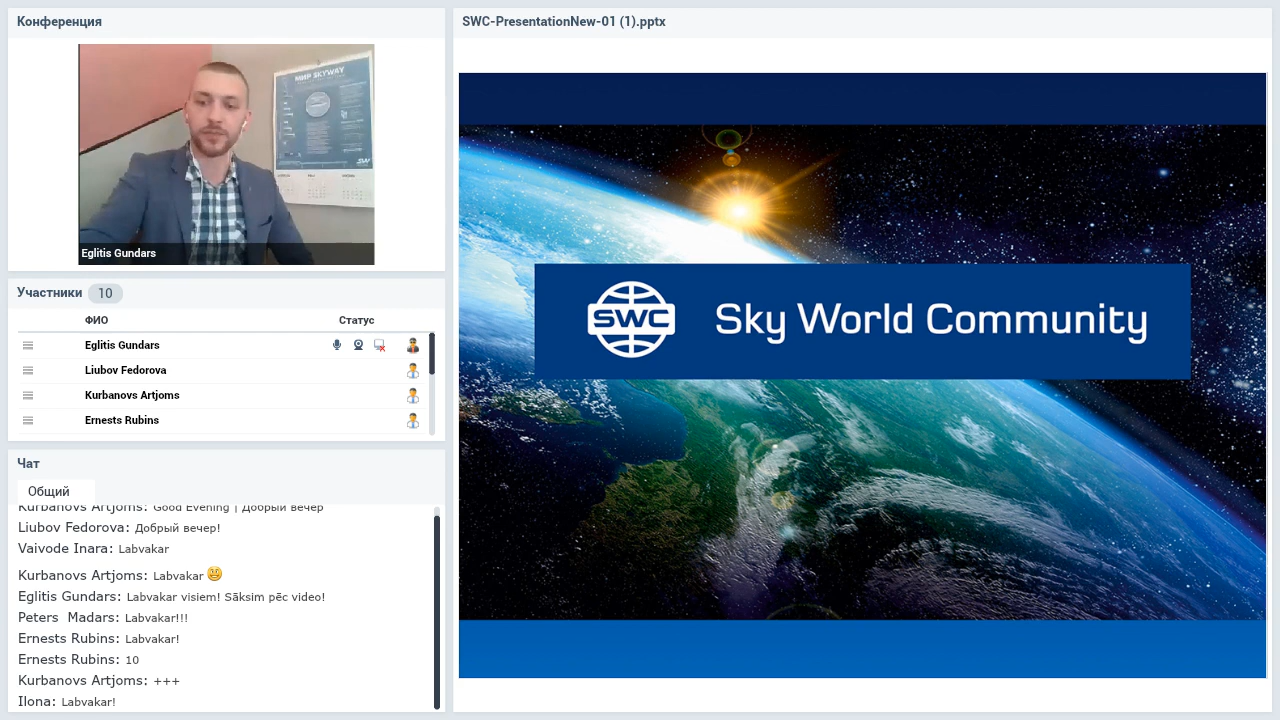 Конференция
МИР SKYWAY
SW
Eglitis Gundars
Участники 10
ФИО Статус
Eglitis Gundars
Liubov Fedorova
Kurbanovs Artjoms
Ernests Rubins
Чат
Общий
Kurbanovs Artjoms: Good Evening | Добрый вечер
Liubov Fedorova: Добрый вечер!
Vaivode Inara: Labvakar
Kurbanovs Artjoms: Labvakar
Eglitis Gundars: Labvakar visiem! Sāksim pēc video!
Peters Madars: Labvakar!!!
Ernests Rubins: Labvakar!
Ernests Rubins: 10
Kurbanovs Artjoms: +++
Ilona: Labvakar!
SWC-PresentationNew-01 (1).pptx
SWC Sky World Community